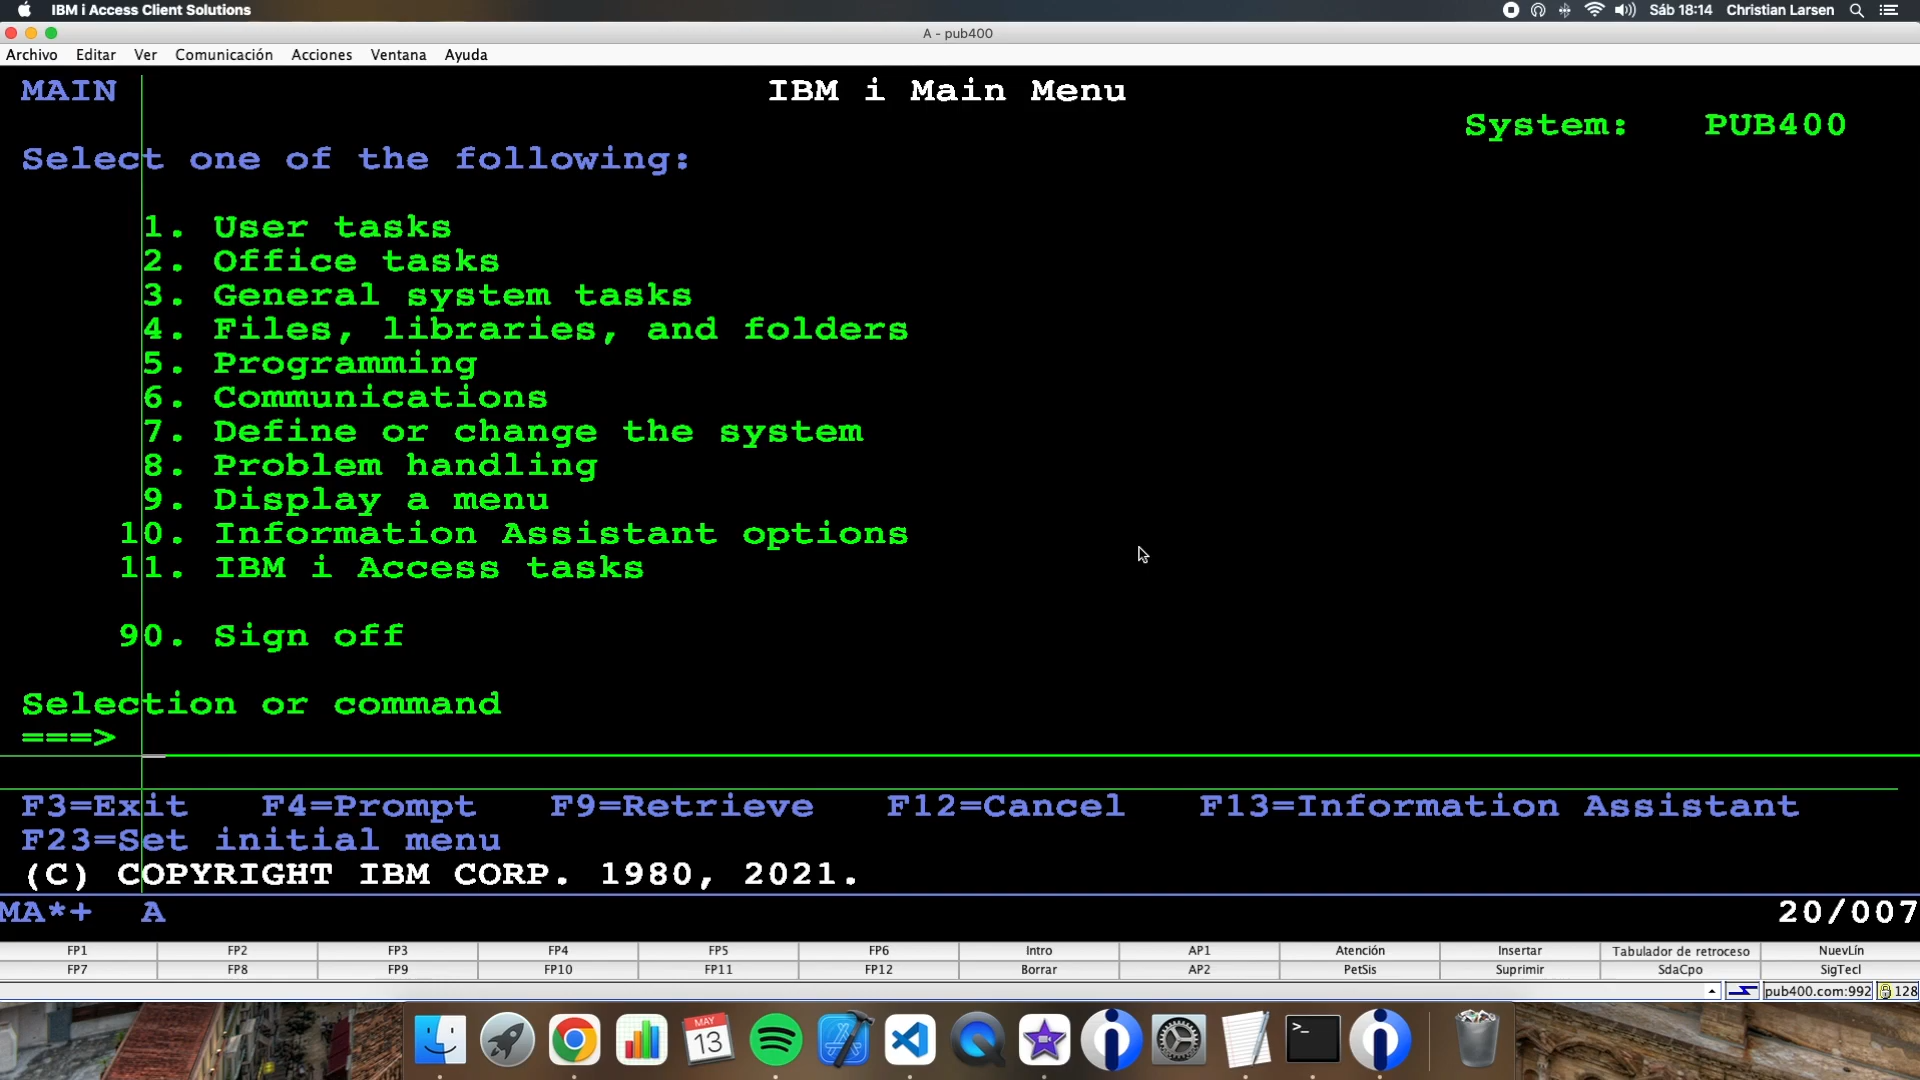 IBM i Access Client Solutions Sáb 18:14 Christian Larsen
A - pub400
Archivo Editar Ver Comunicación Acciones Ventana Ayuda
MAIN IBM i Main Menu
System: PUB400
Select one of the following:
1. User tasks
2. Office tasks
3. General system tasks
4. Files, libraries, and folders
5. Programming
6. Communications
7. Define or change the system
8. Problem handling
9. Display a menu
10. Information Assistant options
11. IBM i Access tasks
90. Sign off
Selection or command
===>
F3=Exit F4=Prompt F9=Retrieve F12=Cancel F13=Information Assistant
F23=Set initial menu
(C) COPYRIGHT IBM CORP. 1980, 2021.
MA*+ A 20/007
FP1 FP2 FP3 FP4 FP5 FP6 Intro AP1 Atención Insertar Tabulador de retroceso NuevLín
FP7 FP8 FP9 FP10 FP11 FP12 Borrar AP2 PetSis Suprimir SdaCpo SigTecl
pub400.com:992 128
MAY
13
>_